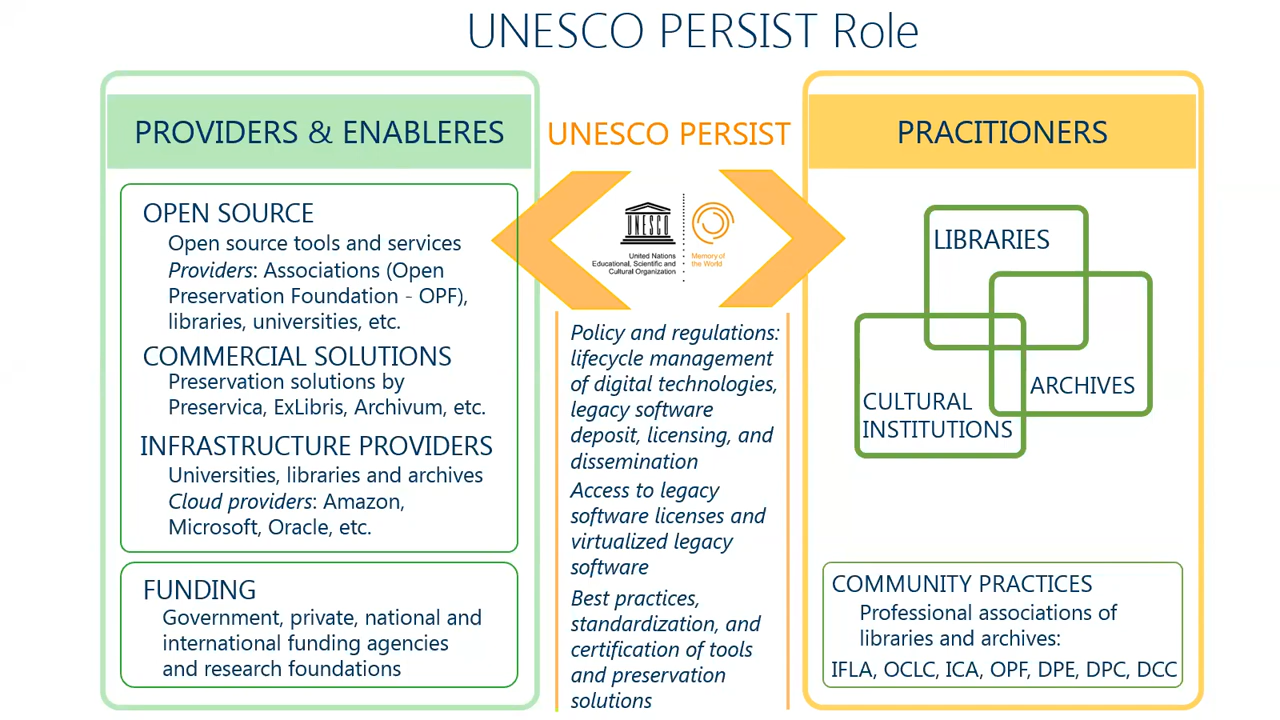 UNESCO PERSIST Role
PROVIDERS & ENABLERES
OPEN SOURCE
Open source tools and services
Providers: Associations (Open
Preservation Foundation - OPF),
libraries, universities, etc.
COMMERCIAL SOLUTIONS
Preservation solutions by
Preservica, ExLibris, Archivum, etc.
INFRASTRUCTURE PROVIDERS
Universities, libraries and archives
Cloud providers: Amazon,
Microsoft, Oracle, etc.
FUNDING
Government, private, national and
international funding agencies
and research foundations
UNESCO PERSIST
UNESCO
United Nations
Educational, Scientific and
Cultural Organization
Memory of
the World
Policy and regulations:
lifecycle management
of digital technologies,
legacy software
deposit, licensing, and
dissemination
Access to legacy
software licenses and
virtualized legacy
software
Best practices,
standardization, and
certification of tools
and preservation
solutions
PRACITIONERS
LIBRARIES
ARCHIVES
CULTURAL
INSTITUTIONS
COMMUNITY PRACTICES
Professional associations of
libraries and archives:
IFLA, OCLC, ICA, OPF, DPE, DPC, DCC